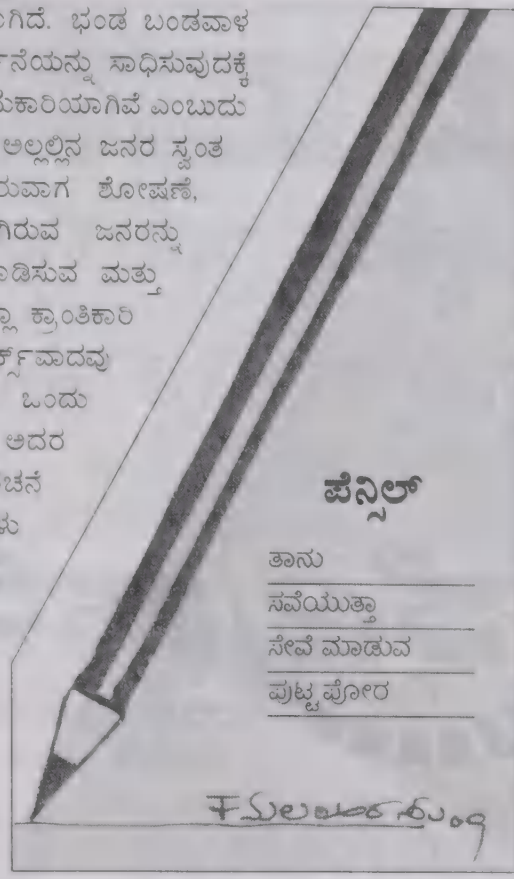 ಗಿದೆ. ಭಂಡ ಬಂಡವಾಳ
ನೆಯನ್ನು ಸಾಧಿಸುವುದಕ್ಕೆ
ಕಾರಿಯಾಗಿವೆ ಎಂಬುದು
ಅಲ್ಲಲ್ಲಿನ ಜನರ ಸ್ವಂತ
ರುವಾಗ ಶೋಷಣೆ,
ಗಿರುವ ಜನರನ್ನು
ಡಿಸುವ ಮತ್ತು
ಕ್ರಾಂತಿಕಾರಿ
ರ್ಕ್ಸ್‌ವಾದವು
ಒಂದು
ಅದರ
ಚನೆ
ಳು
ಪೆನ್ಸಿಲ್
ತಾನು
ಸವೆಯುತ್ತಾ
ಸೇವೆ ಮಾಡುವ
ಪುಟ್ಟ ಪೋರ